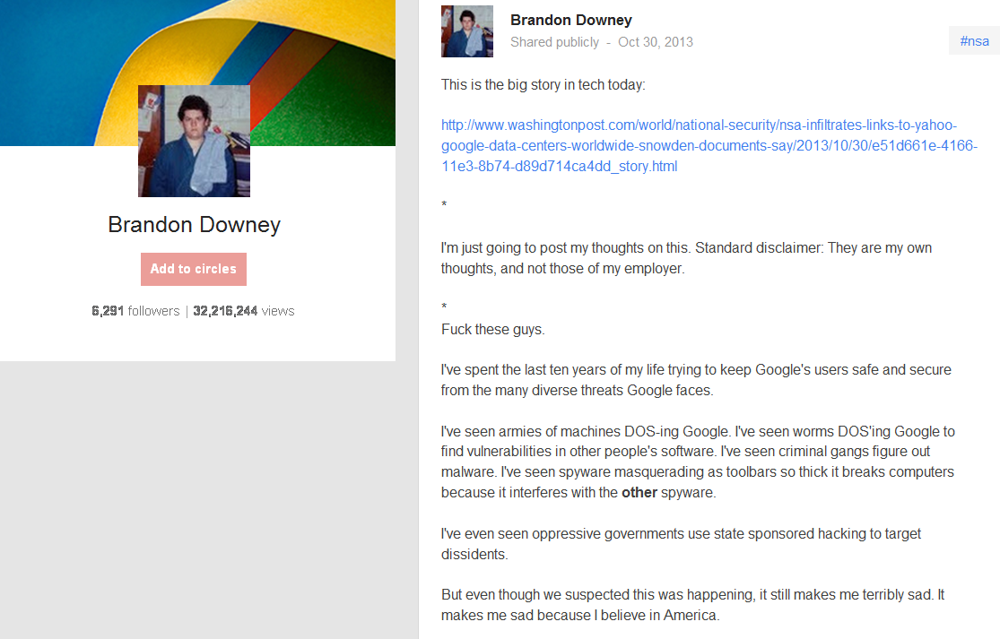 Brandon Downey
Add to circles
6,291 followers | 32,216,244 views
Brandon Downey
Shared publicly - Oct 30, 2013
#nsa
This is the big story in tech today:
http://www.washingtonpost.com/world/national-security/nsa-infiltrates-links-to-yahoo-
google-data-centers-worldwide-snowden-documents-say/2013/10/30/e51d661e-4166-
11e3-8b74-d89d714ca4dd_story.html
*
I'm just going to post my thoughts on this. Standard disclaimer: They are my own
thoughts, and not those of my employer.
*
Fuck these guys.
I've spent the last ten years of my life trying to keep Google's users safe and secure
from the many diverse threats Google faces.
I've seen armies of machines DOS-ing Google. I've seen worms DOS'ing Google to
find vulnerabilities in other people's software. I've seen criminal gangs figure out
malware. I've seen spyware masquerading as toolbars so thick it breaks computers
because it interferes with the other spyware.
I've even seen oppressive governments use state sponsored hacking to target
dissidents.
But even though we suspected this was happening, it still makes me terribly sad. It
makes me sad because I believe in America.